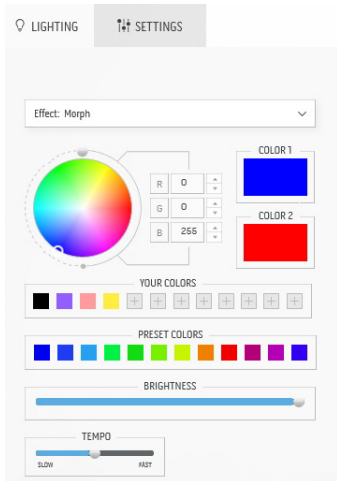 LIGHTING SETTINGS
Effect: Morph
COLOR 1
R 0
G 0
B 255
COLOR 2
YOUR COLORS
PRESET COLORS
BRIGHTNESS
TEMPO
SLOW FAST